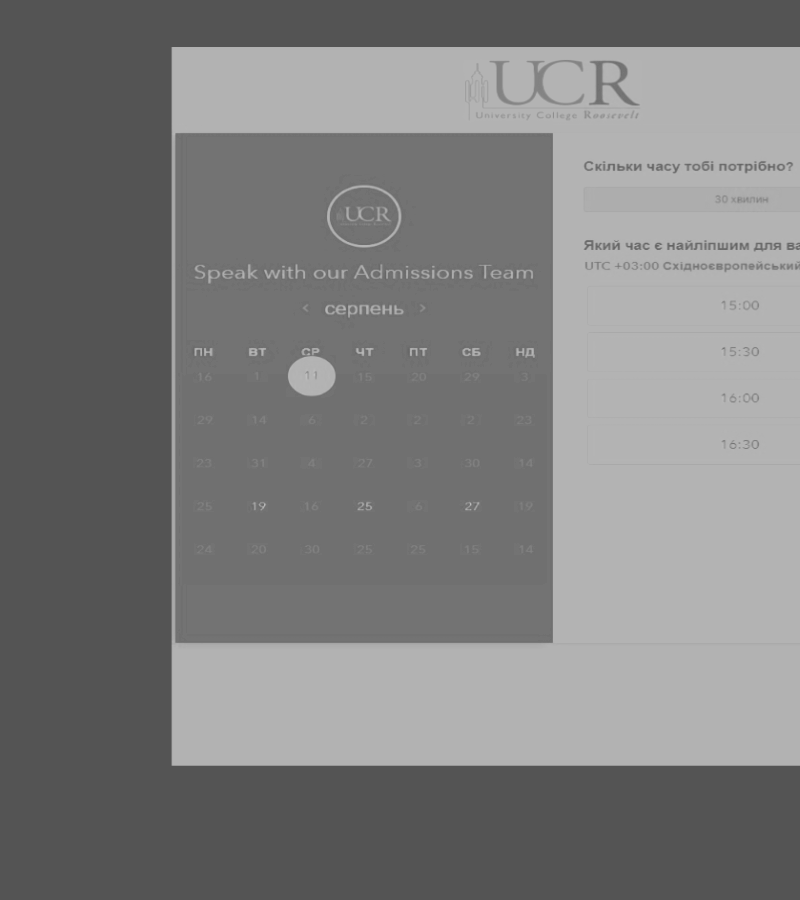 UCR
University College Roosevelt
UCR
Speak with our Admissions Team
< серпень >
ПН ВТ СР ЧТ ПТ СБ НД
16 1 11 15 20 29 3
29 14 6 2 2 2 23
23 31 4 27 3 30 14
25 19 16 25 6 27 19
24 20 30 25 25 15 14
Скільки часу тобі потрібно?
30 хвилин
Який час є найліпшим для
UTC +03:00 Східноєвропейський
15:00
15:30
16:00
16:30